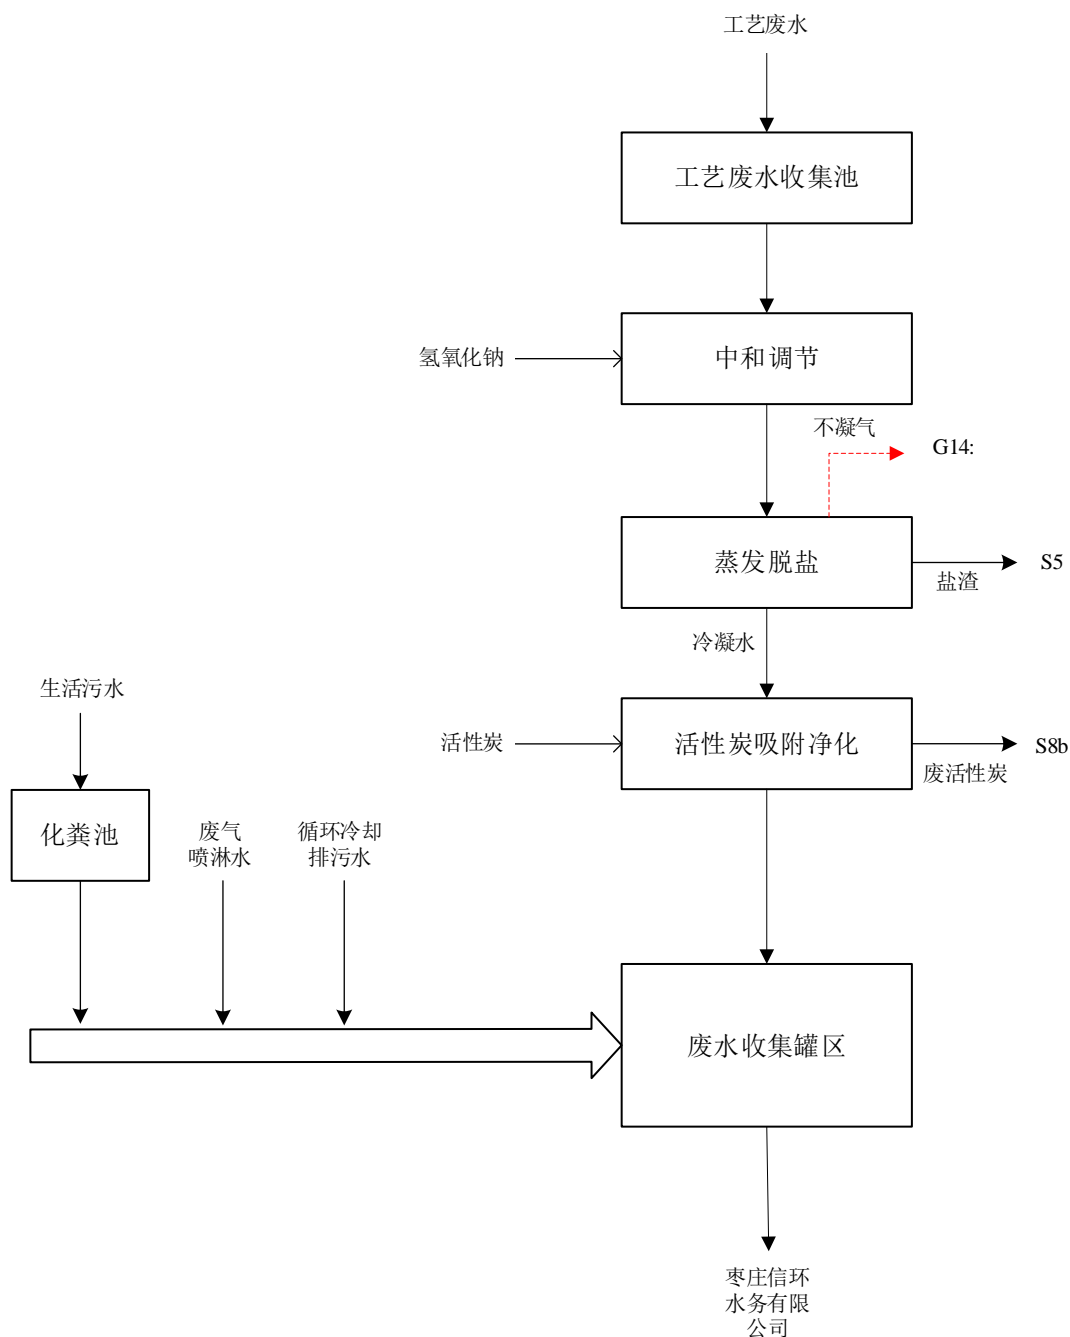 工艺废水
工艺废水收集池
氢氧化钠
中和调节
不凝气
G14:
蒸发脱盐
S5
盐渣
冷凝水
生活污水
活性炭
活性炭吸附净化
S8b
废活性炭
化粪池
废气
喷淋水
循环冷却
排污水
废水收集罐区
枣庄信环
水务有限
公司